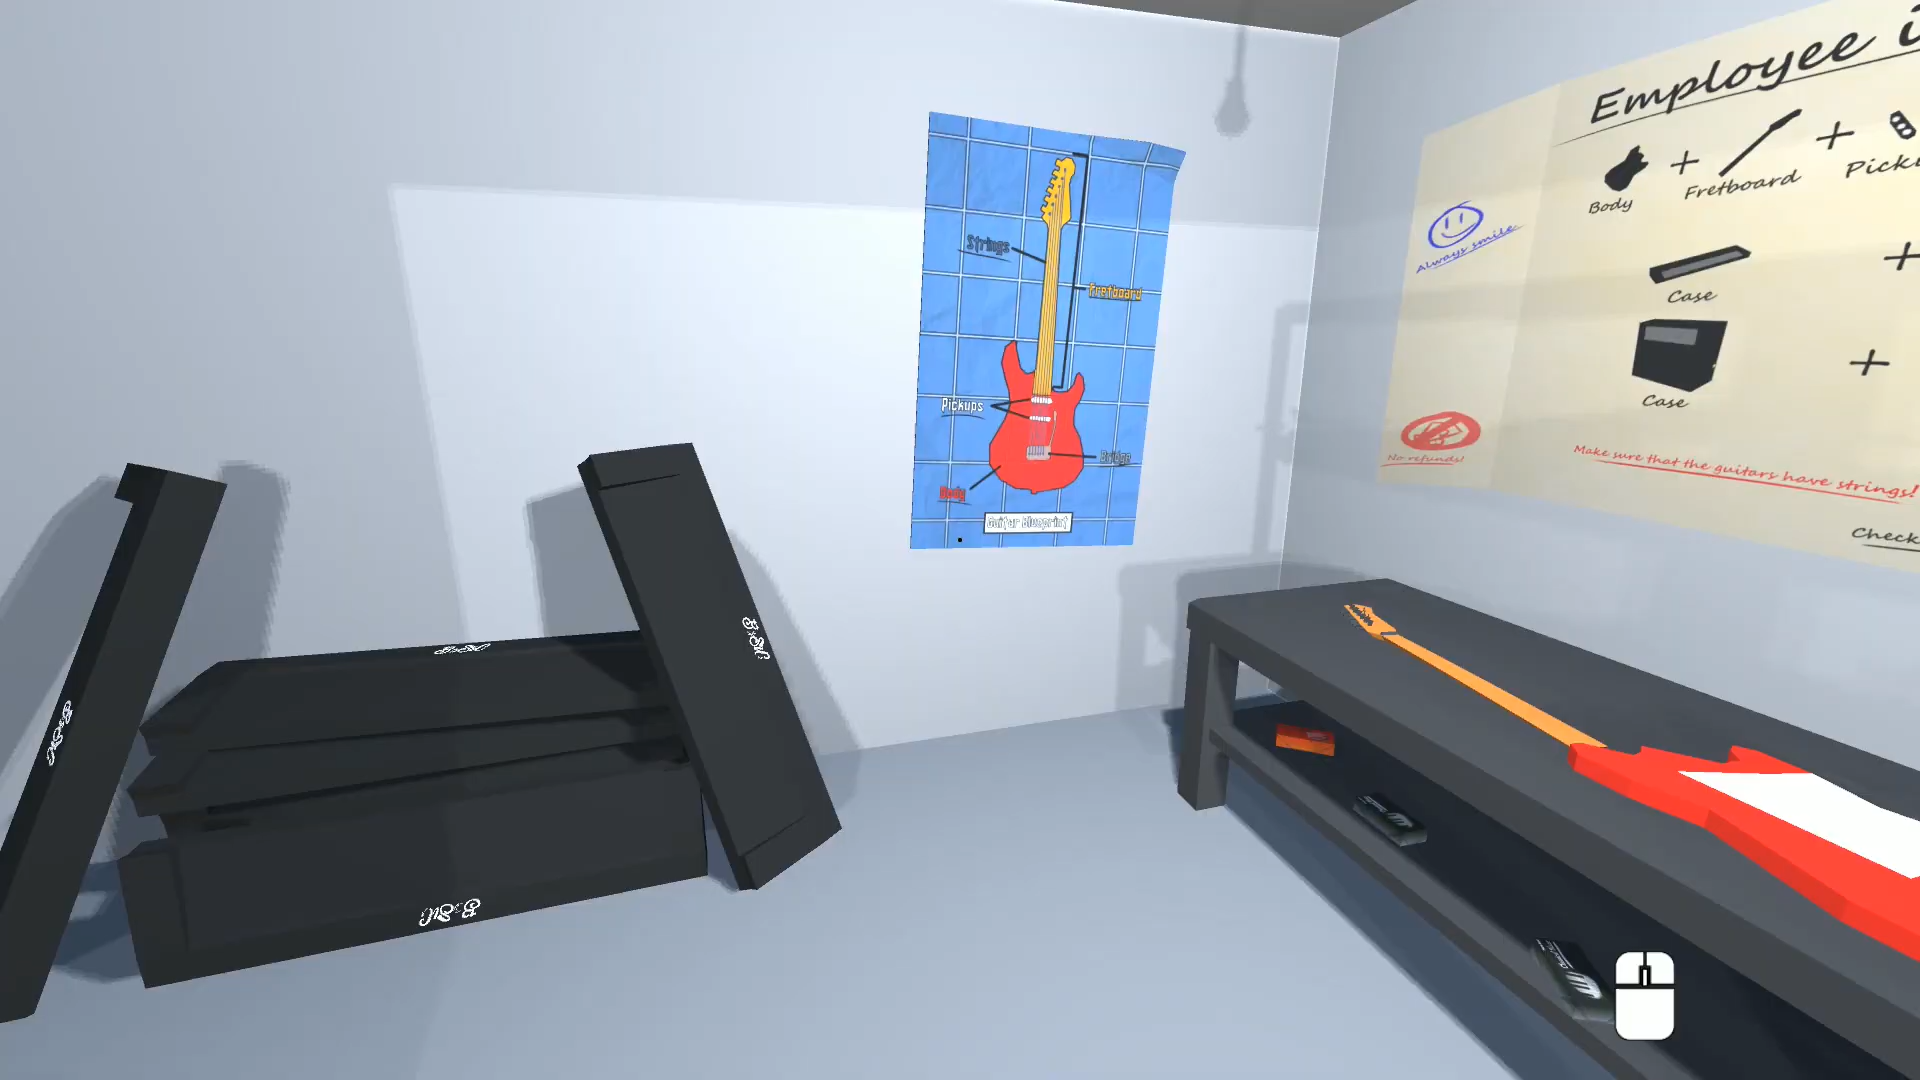 Strings
Fretboard
Pickups
Bridge
Body
Guitar blueprint
Employee
Always smile
Body
+
Fretboard
+
Case
+
Case
+
No refunds!
Make sure that the guitars have strings!
Check